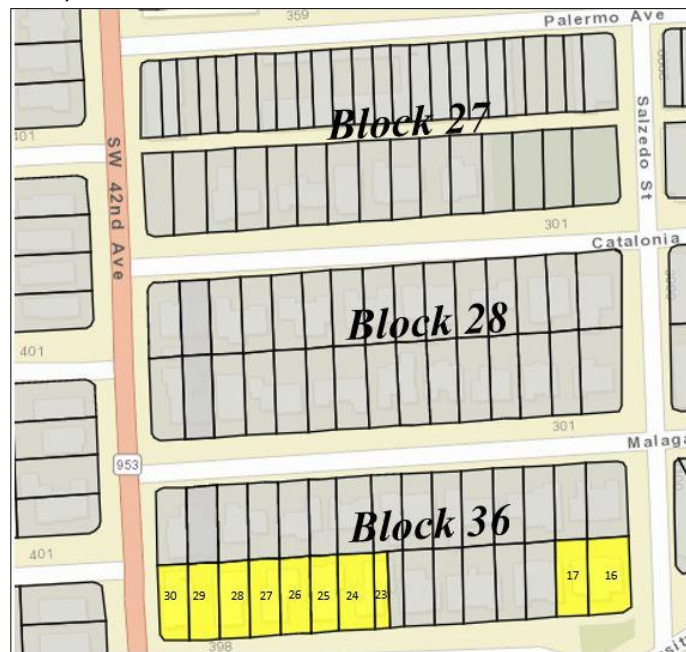 359
Palermo Ave
Block 27
401
SW 42nd Ave
Salzedo St
301
Catalonia
Block 28
401
301
Malaga
953
Block 36
401
30 29 28 27 26 25 24 23 17 16
398